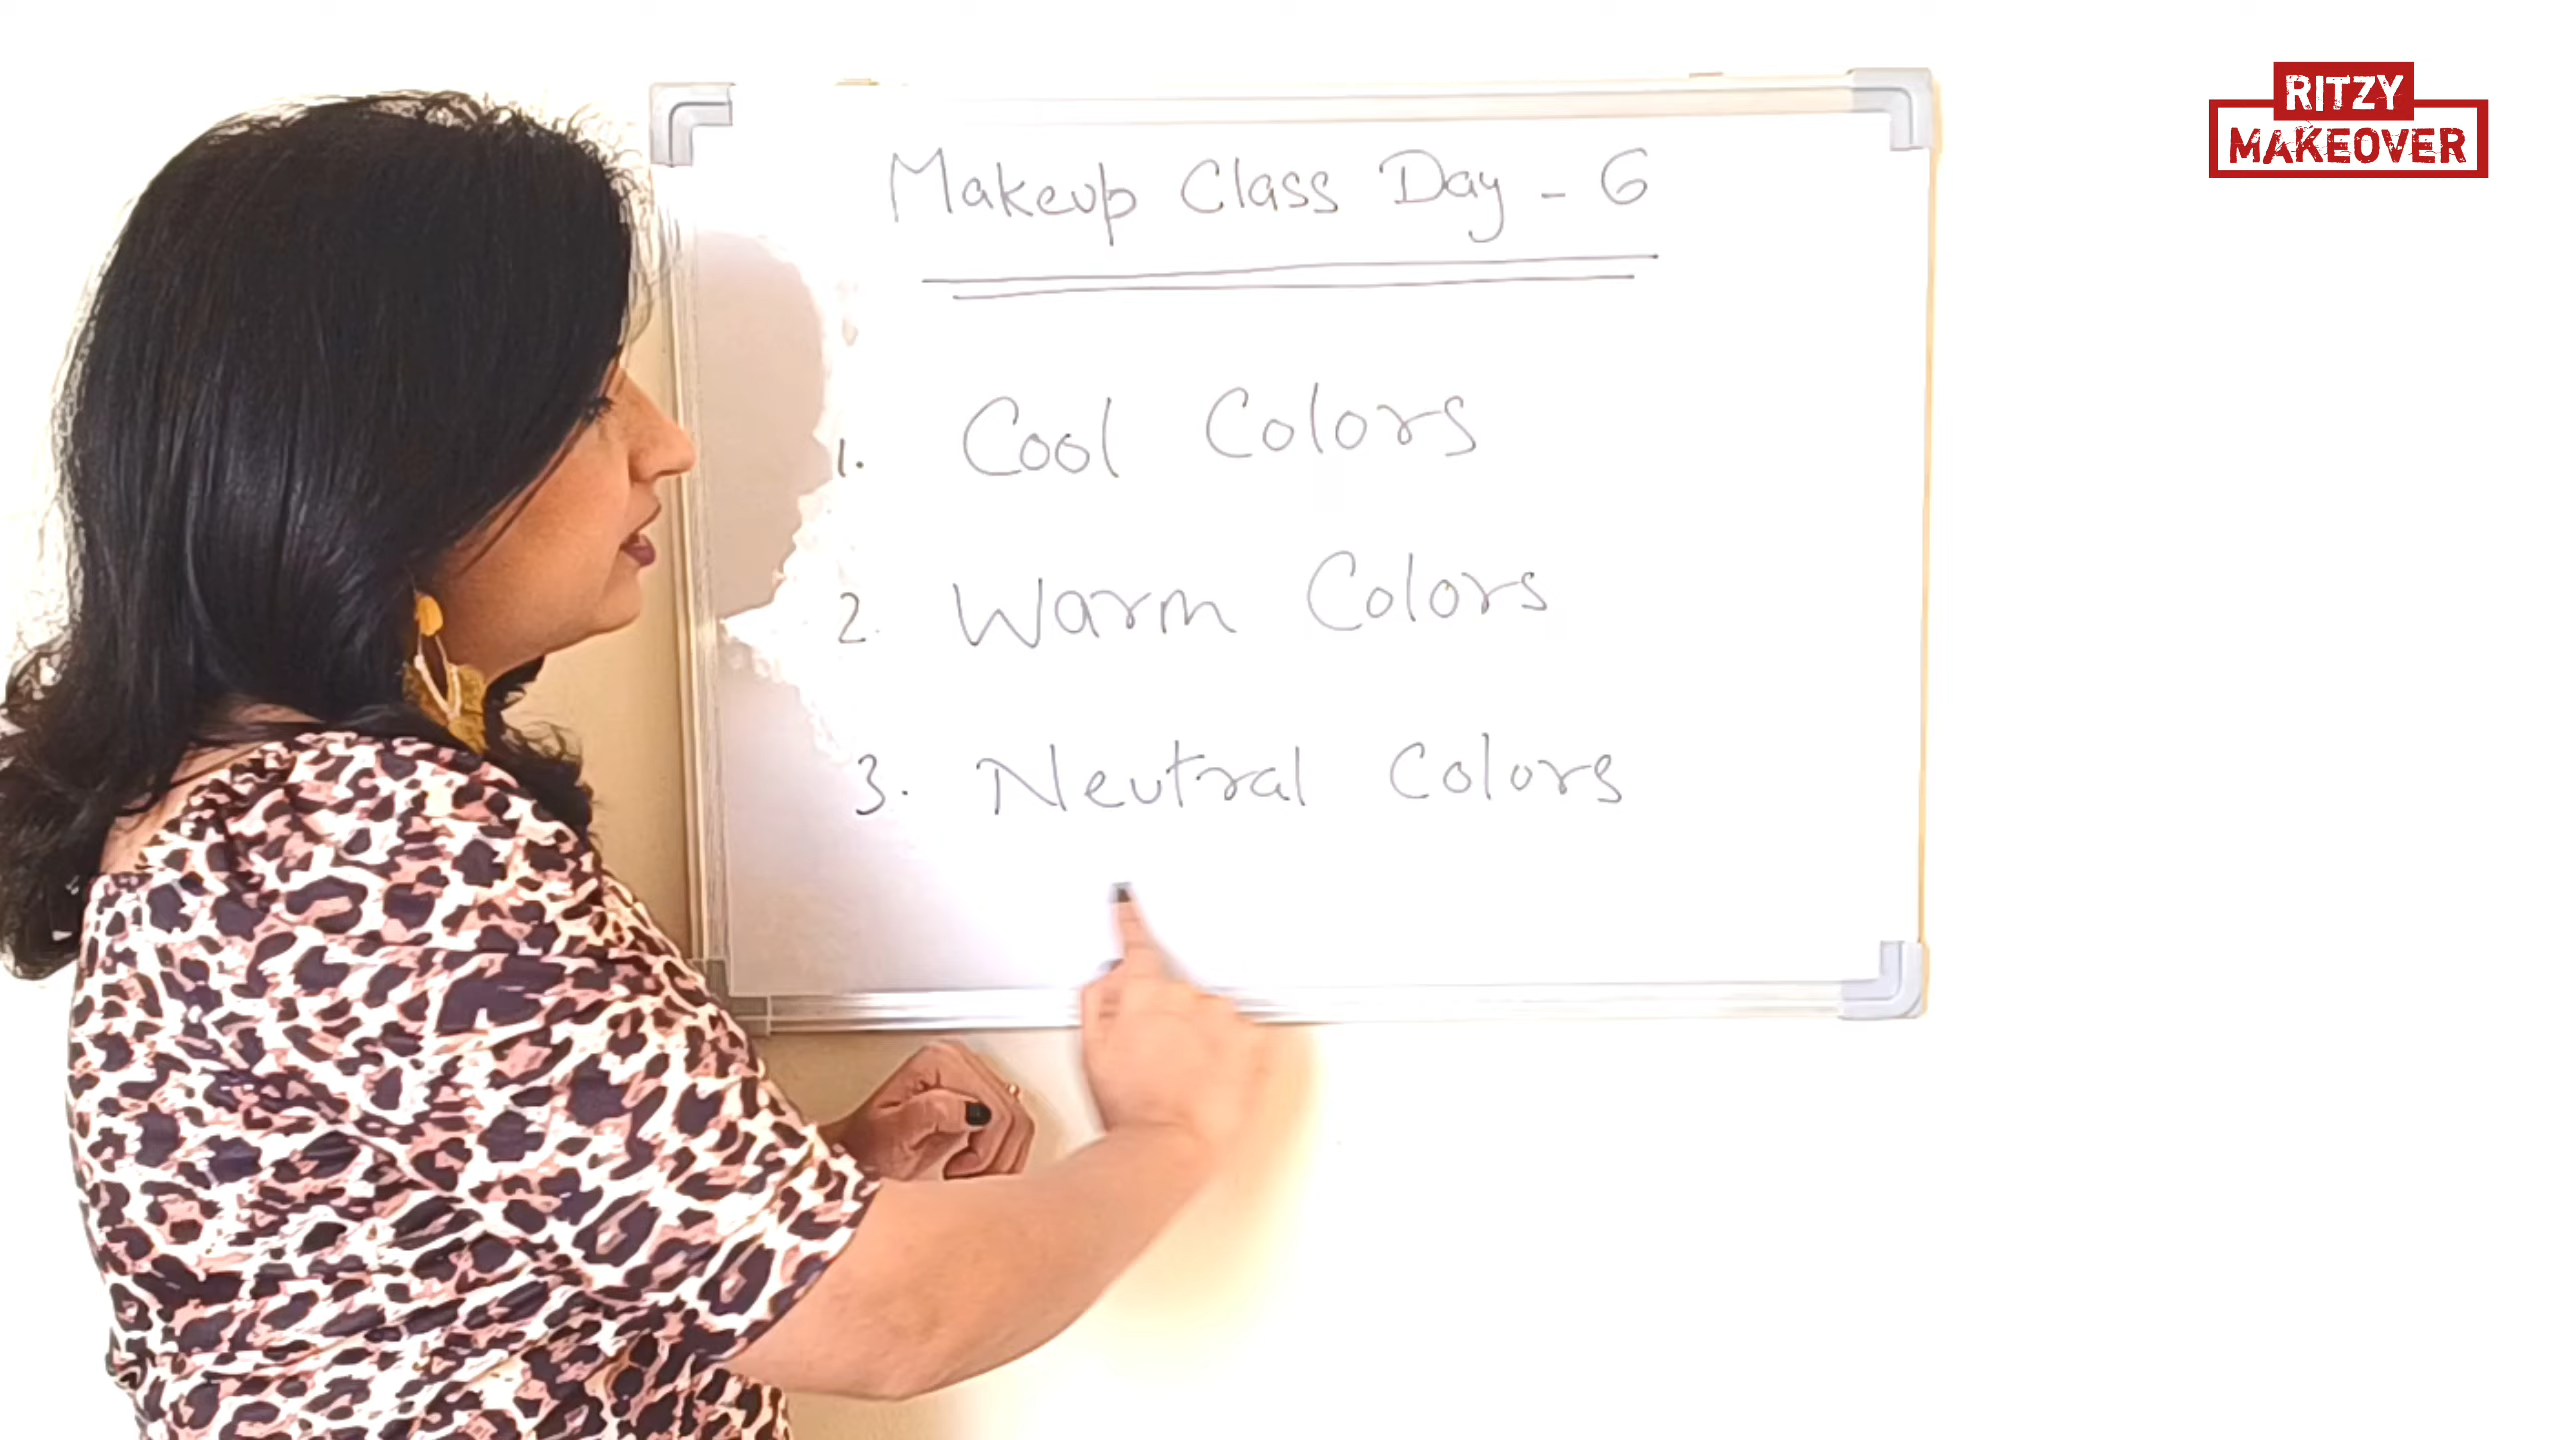 RITZY
MAKEOVER
Makeup Class Day - 6
1. Cool Colors
2. Warm Colors
3. Neutral Colors